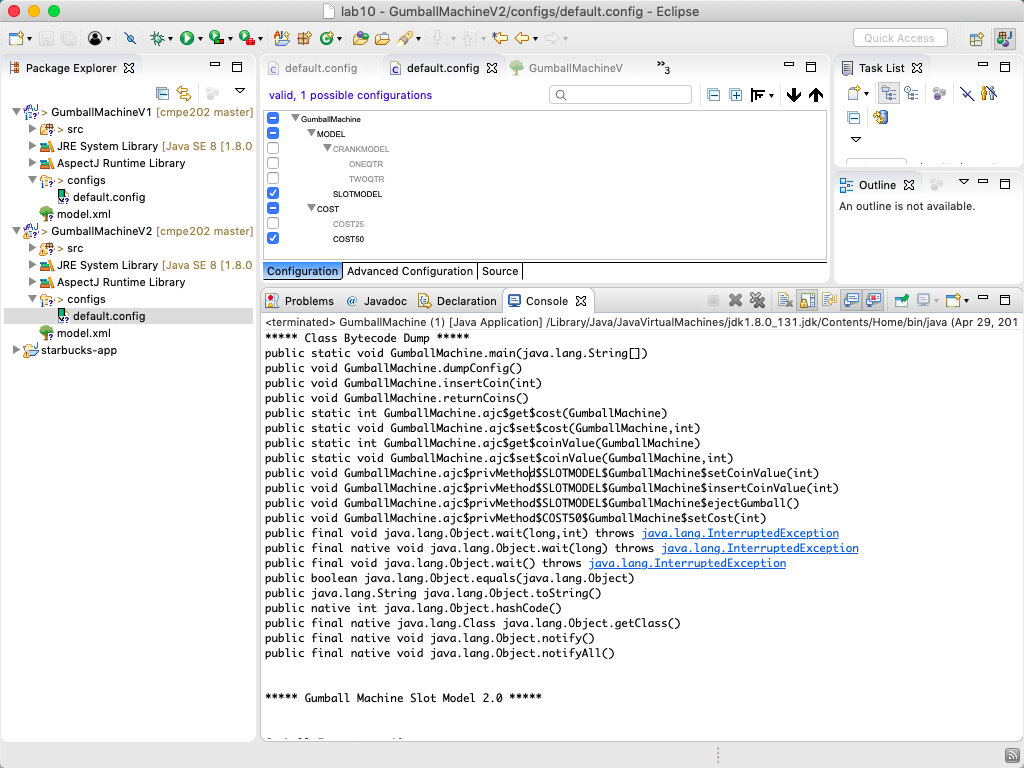 lab10 - GumballMachineV2/configs/default.config - Eclipse
Quick Access
Package Explorer
> GumballMachineV1 [cmpe202 master]
> src
JRE System Library [Java SE 8 [1.8.0
AspectJ Runtime Library
> configs
default.config
model.xml
> GumballMachineV2 [cmpe202 master]
> src
JRE System Library [Java SE 8 [1.8.0
AspectJ Runtime Library
> configs
default.config
model.xml
starbucks-app
default.config
default.config
GumballMachineV
»3
valid, 1 possible configurations
GumballMachine
MODEL
CRANKMODEL
ONEQTR
TWOQTR
SLOTMODEL
COST
COST25
COST50
Configuration
Advanced Configuration
Source
Task List
Outline
An outline is not available.
Problems
@ Javadoc
Declaration
Console
<terminated> GumballMachine (1) [Java Application] /Library/Java/JavaVirtualMachines/jdk1.8.0_131.jdk/Contents/Home/bin/java (Apr 29, 201
***** Class Bytecode Dump *****
public static void GumballMachine.main(java.lang.String[])
public void GumballMachine.dumpConfig()
public void GumballMachine.insertCoin(int)
public void GumballMachine.returnCoins()
public static int GumballMachine.ajc$get$cost(GumballMachine)
public static void GumballMachine.ajc$set$cost(GumballMachine,int)
public static int GumballMachine.ajc$get$coinValue(GumballMachine)
public static void GumballMachine.ajc$set$coinValue(GumballMachine,int)
public void GumballMachine.ajc$privMethod$SLOTMODEL$GumballMachine$setCoinValue(int)
public void GumballMachine.ajc$privMethod$SLOTMODEL$GumballMachine$insertCoinValue(int)
public void GumballMachine.ajc$privMethod$SLOTMODEL$GumballMachine$ejectGumball()
public void GumballMachine.ajc$privMethod$COST50$GumballMachine$setCost(int)
public final void java.lang.Object.wait(long,int) throws java.lang.InterruptedException
public final native void java.lang.Object.wait(long) throws java.lang.InterruptedException
public final void java.lang.Object.wait() throws java.lang.InterruptedException
public boolean java.lang.Object.equals(java.lang.Object)
public java.lang.String java.lang.Object.toString()
public native int java.lang.Object.hashCode()
public final native java.lang.Class java.lang.Object.getClass()
public final native void java.lang.Object.notify()
public final native void java.lang.Object.notifyAll()
***** Gumball Machine Slot Model 2.0 *****